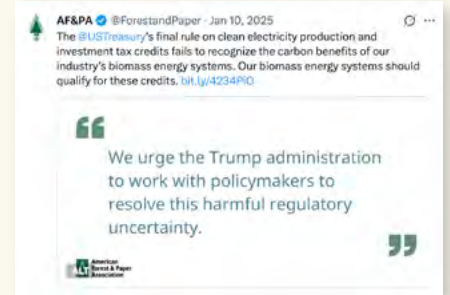 AF&PA @ForestandPaper · Jan 10, 2025
The @USTreasury's final rule on clean electricity production and
investment tax credits fails to recognize the carbon benefits of our
industry's biomass energy systems. Our biomass energy systems should
qualify for these credits. bit.ly/4234PiO
“
We urge the Trump administration
to work with policymakers to
resolve this harmful regulatory
uncertainty.
”
ALT
American
Forest & Paper
Association